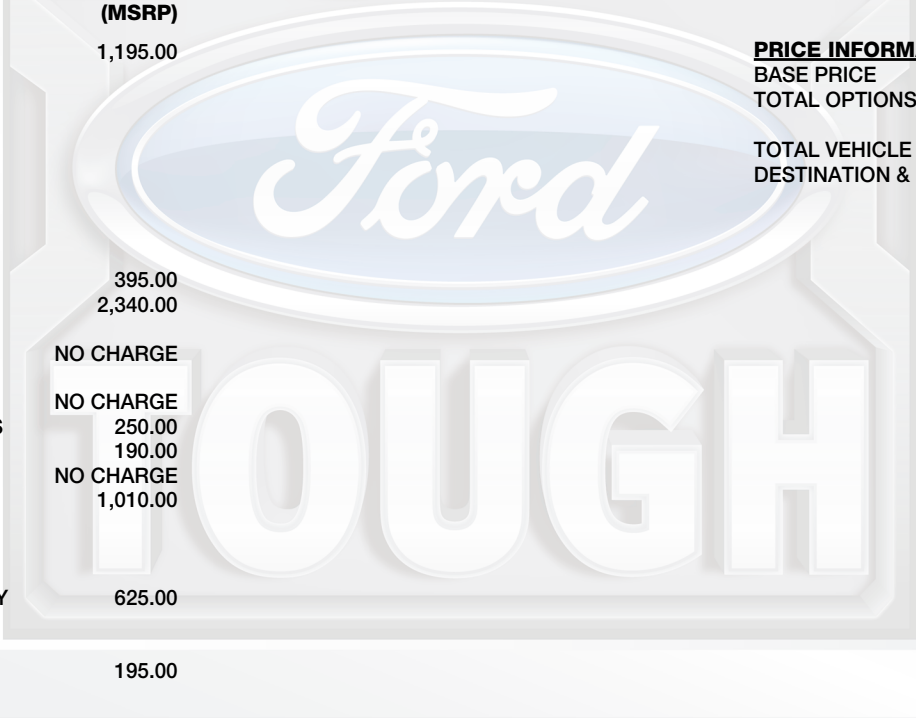 (MSRP)
1,195.00
395.00
2,340.00
NO CHARGE
NO CHARGE
S 250.00
190.00
NO CHARGE
1,010.00
Y 625.00
195.00
PRICE INFORMA
BASE PRICE
TOTAL OPTIONS
TOTAL VEHICLE
DESTINATION &
Ford
TOUGH